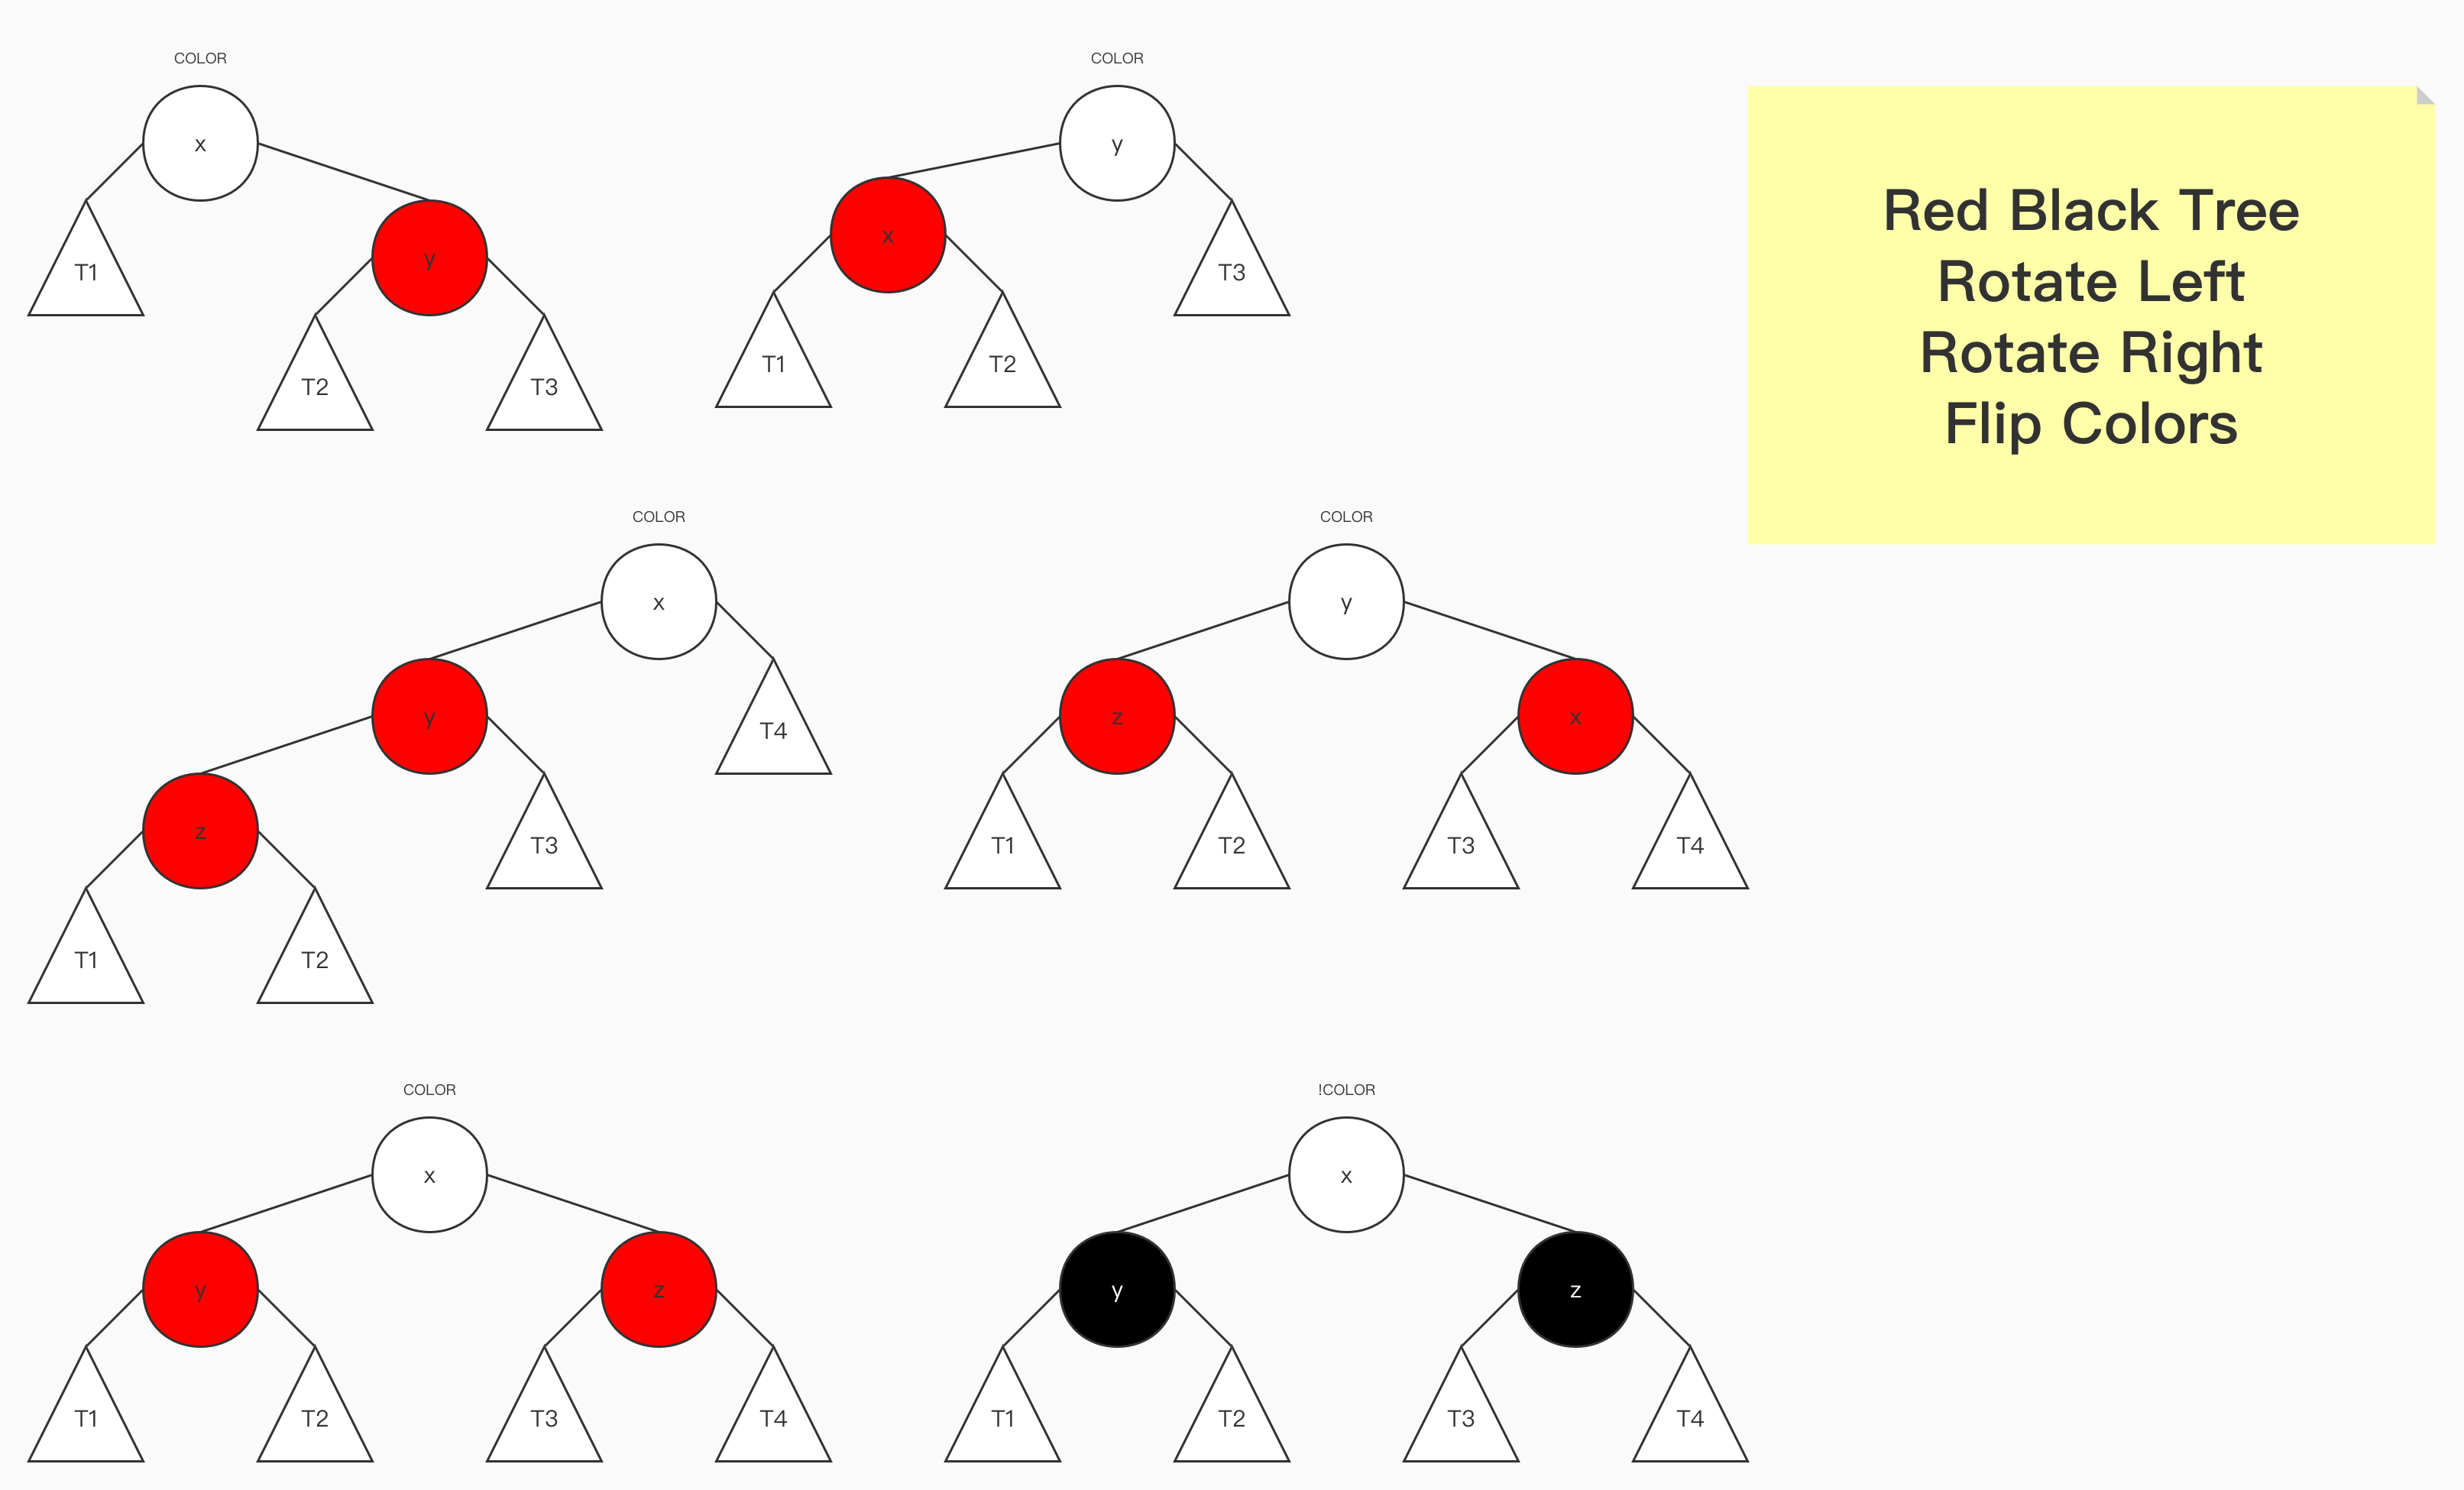 COLOR
x
T1
y
T2
T3
COLOR
y
x
T3
T1
T2
Red Black Tree
Rotate Left
Rotate Right
Flip Colors
COLOR
x
y
T4
z
T3
T1
T2
COLOR
y
z
x
T1
T2
T3
T4
COLOR
x
y
z
T1
T2
T3
T4
!COLOR
x
y
z
T1
T2
T3
T4